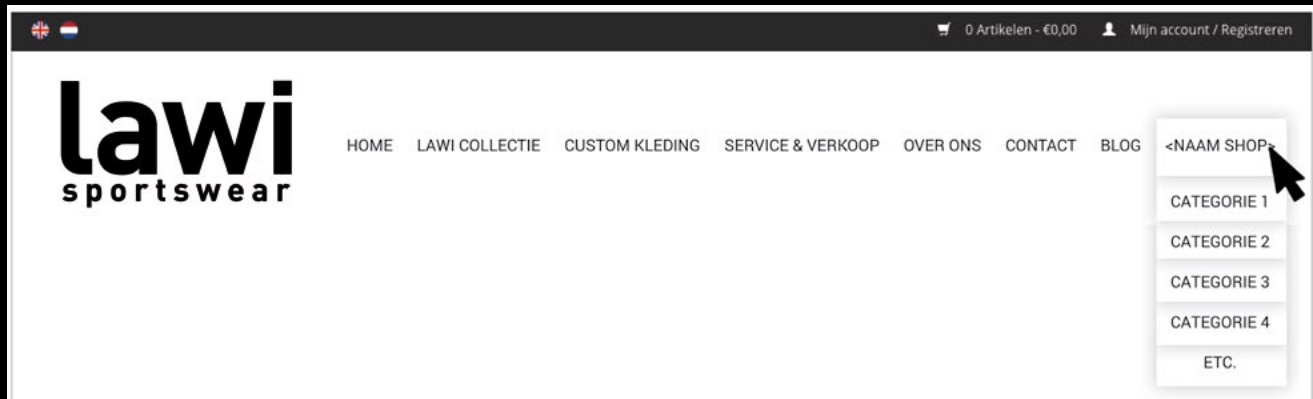 0 Artikelen - €0,00 Mijn account / Registreren
lawi
sportswear
HOME LAWI COLLECTIE CUSTOM KLEDING SERVICE & VERKOOP OVER ONS CONTACT BLOG <NAAM SHOP>
CATEGORIE 1
CATEGORIE 2
CATEGORIE 3
CATEGORIE 4
ETC.